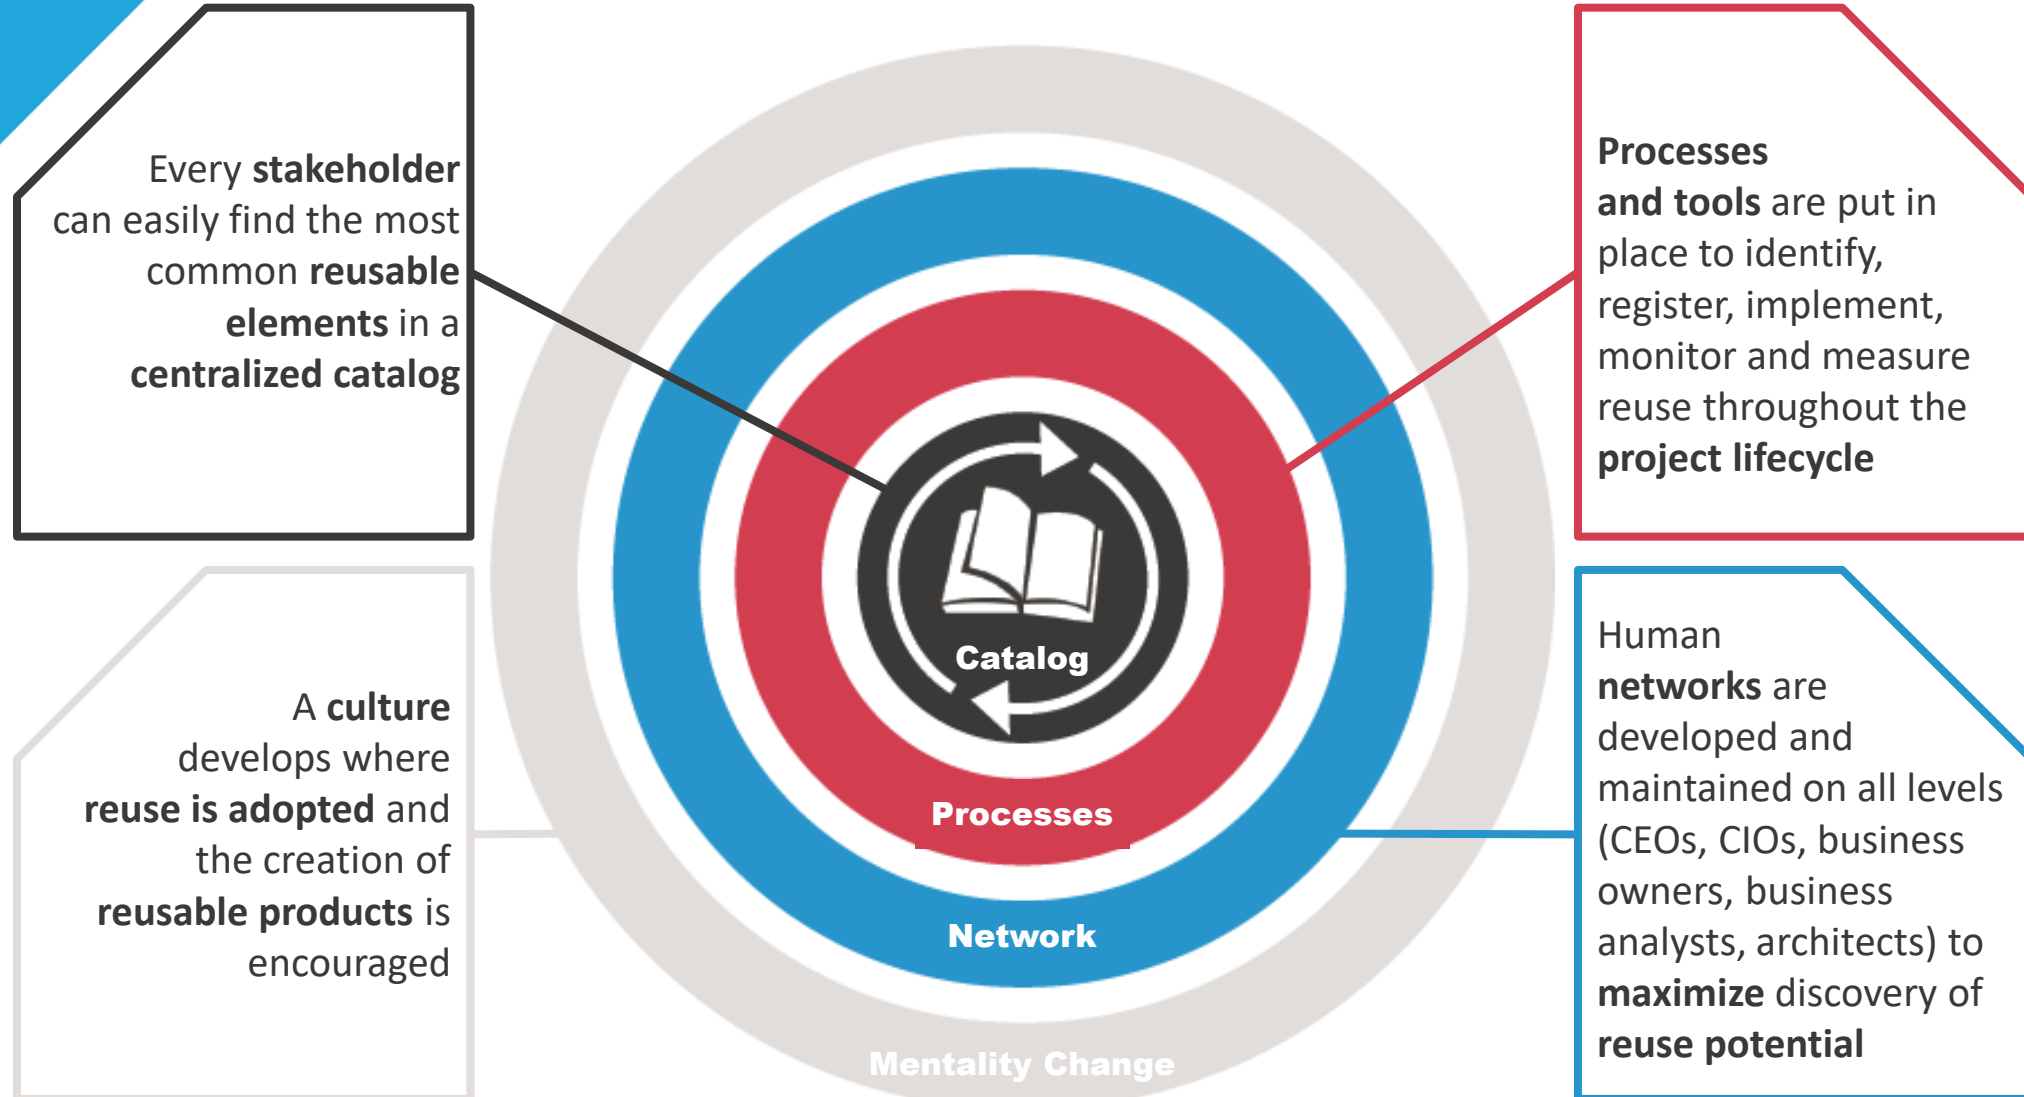 Every stakeholder
can easily find the most
common reusable
elements in a
centralized catalog
Processes
and tools are put in
place to identify,
register, implement,
monitor and measure
reuse throughout the
project lifecycle
A culture
develops where
reuse is adopted and
the creation of
reusable products is
encouraged
Human
networks are
developed and
maintained on all levels
(CEOs, CIOs, business
owners, business
analysts, architects) to
maximize discovery of
reuse potential
Catalog
Processes
Network
Mentality Change